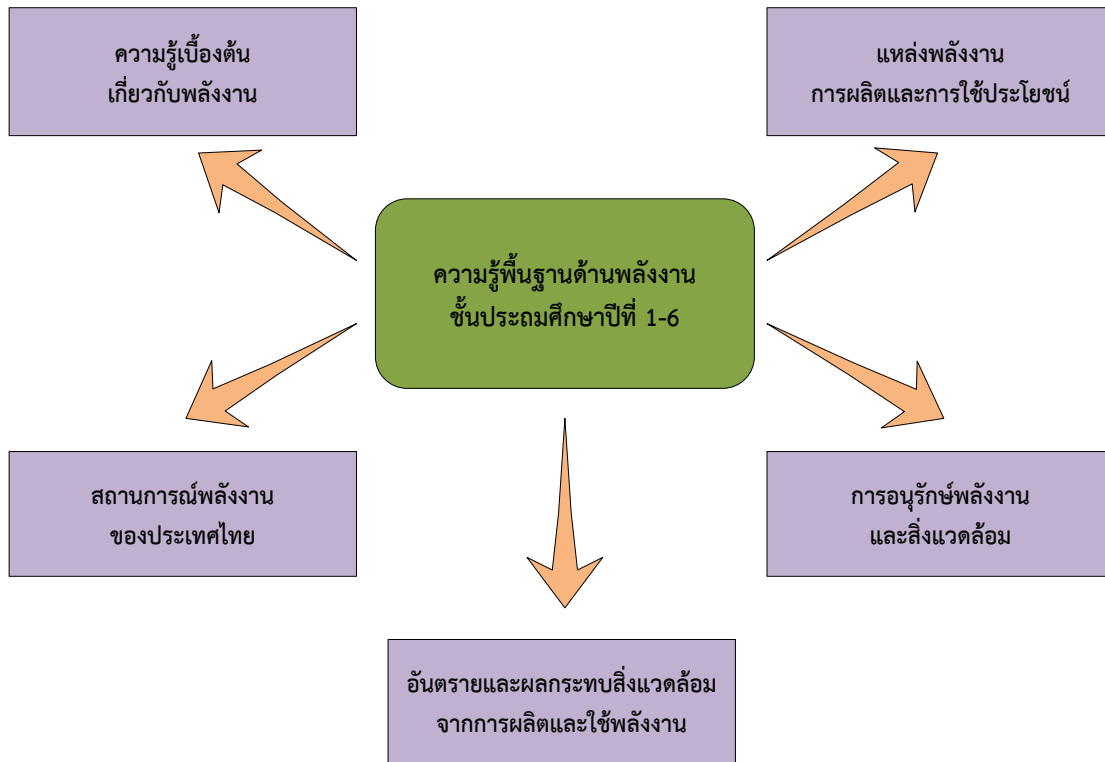 ความรู้เบื้องต้น
เกี่ยวกับพลังงาน
แหล่งพลังงาน
การผลิตและการใช้ประโยชน์
ความรู้พื้นฐานด้านพลังงาน
ชั้นประถมศึกษาปีที่ 1-6
สถานการณ์พลังงาน
ของประเทศไทย
การอนุรักษ์พลังงาน
และสิ่งแวดล้อม
อันตรายและผลกระทบสิ่งแวดล้อม
จากการผลิตและใช้พลังงาน